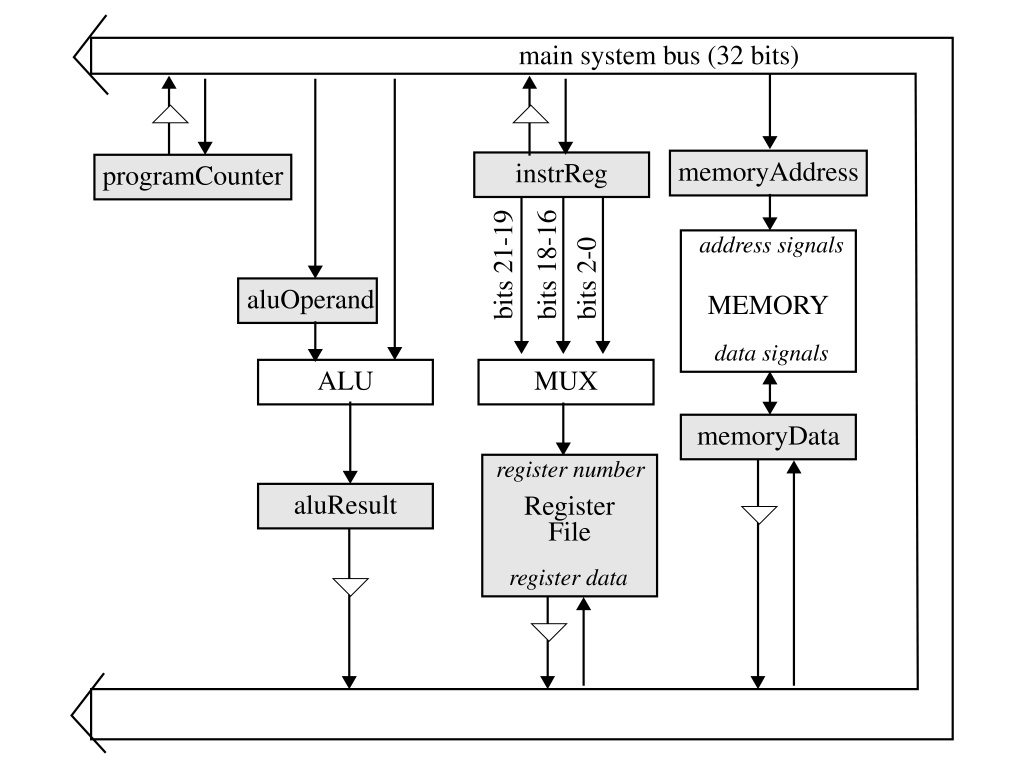 main system bus (32 bits)
programCounter
instrReg
memoryAddress
bits 21-19
bits 18-16
bits 2-0
address signals
MEMORY
data signals
aluOperand
ALU
MUX
memoryData
register number
Register
File
register data
aluResult